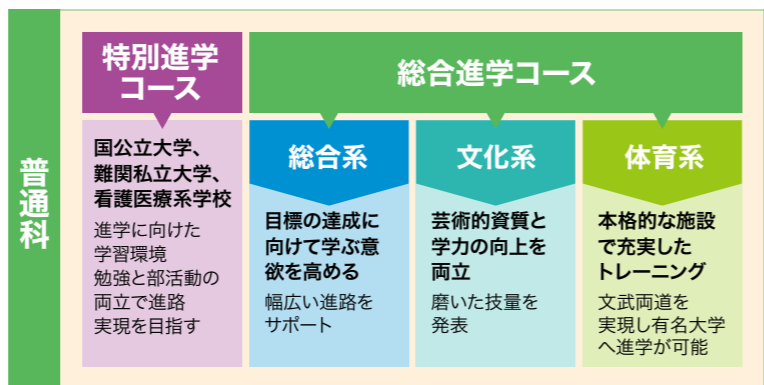 普通科
特別進学
コース
国公立大学、
難関私立大学、
看護医療系学校
進学に向けた
学習環境
勉強と部活動の
両立で進路
実現を目指す
総合進学コース
総合系
目標の達成に
向けて学ぶ意
欲を高める
幅広い進路を
サポート
文化系
芸術的資質と
学力の向上を
両立
磨いた技量を
発表
体育系
本格的な施設
で充実した
トレーニング
文武両道を
実現し有名大学
へ進学が可能